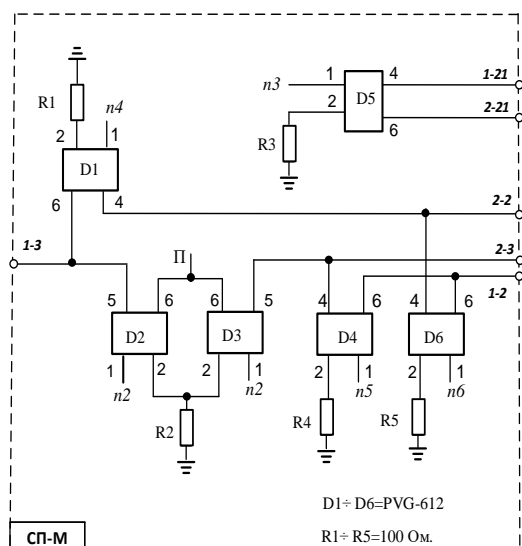 1-21
n3
1
4
n4
2
D5
2-21
R1
2
1
6
R3
D1
6
4
2-2
1-3
П
2-3
1-2
5
6
6
5
4
6
4
6
D2
D3
D4
D6
1
2
2
1
2
1
2
1
n2
n2
n5
n6
R2
R4
R5
D1÷ D6=PVG-612
СП-М
R1÷ R5=100 Ом.